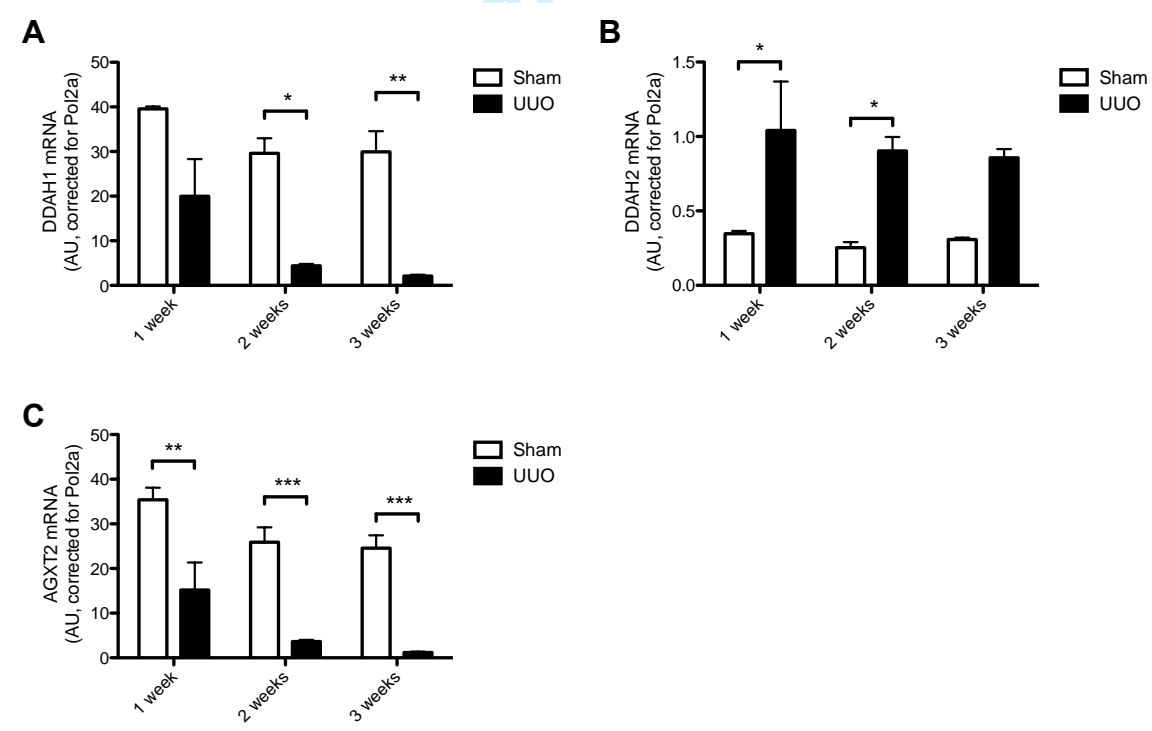 A
DDAH1 mRNA
(AU, corrected for Pol2a)
50
40
30
20
10
0
*
**
1 week
2 weeks
3 weeks
Sham
UUO
B
DDAH2 mRNA
(AU, corrected for Pol2a)
1.5
1.0
0.5
0.0
*
*
1 week
2 weeks
3 weeks
Sham
UUO
C
AGXT2 mRNA
(AU, corrected for Pol2a)
50
40
30
20
10
0
**
***
***
1 week
2 weeks
3 weeks
Sham
UUO